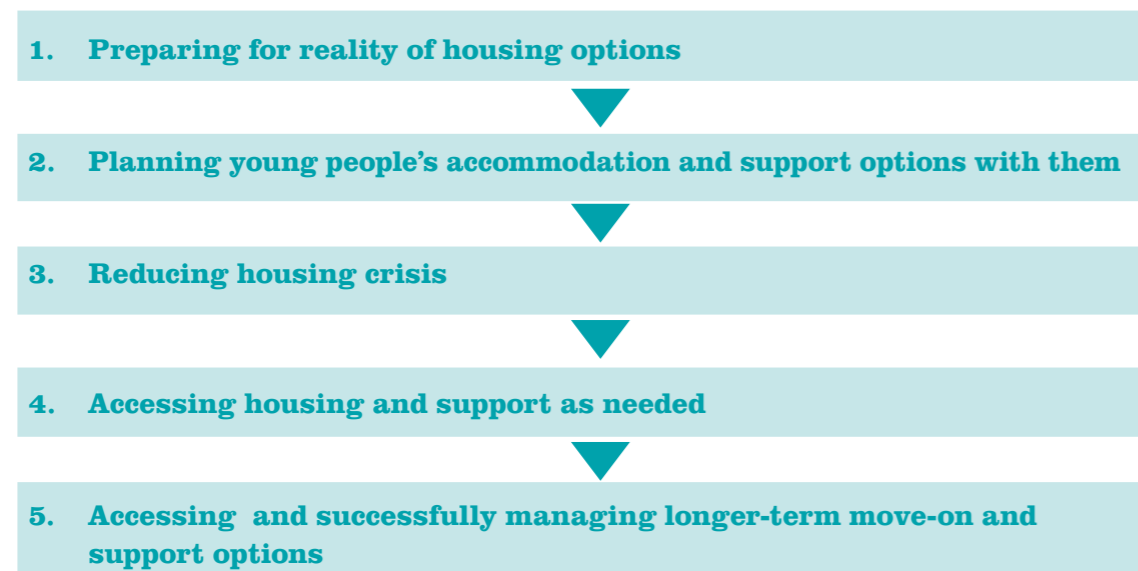 1. Preparing for reality of housing options
2. Planning young people’s accommodation and support options with them
3. Reducing housing crisis
4. Accessing housing and support as needed
5. Accessing and successfully managing longer-term move-on and
support options